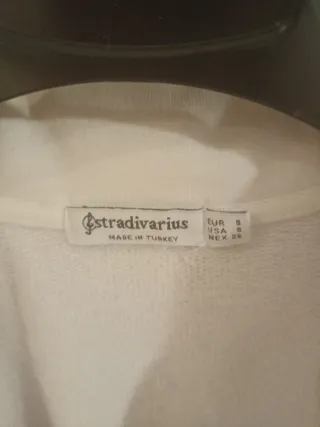 stradivarius
MADE IN TURKEY
EUR S
USA S
MEX 26